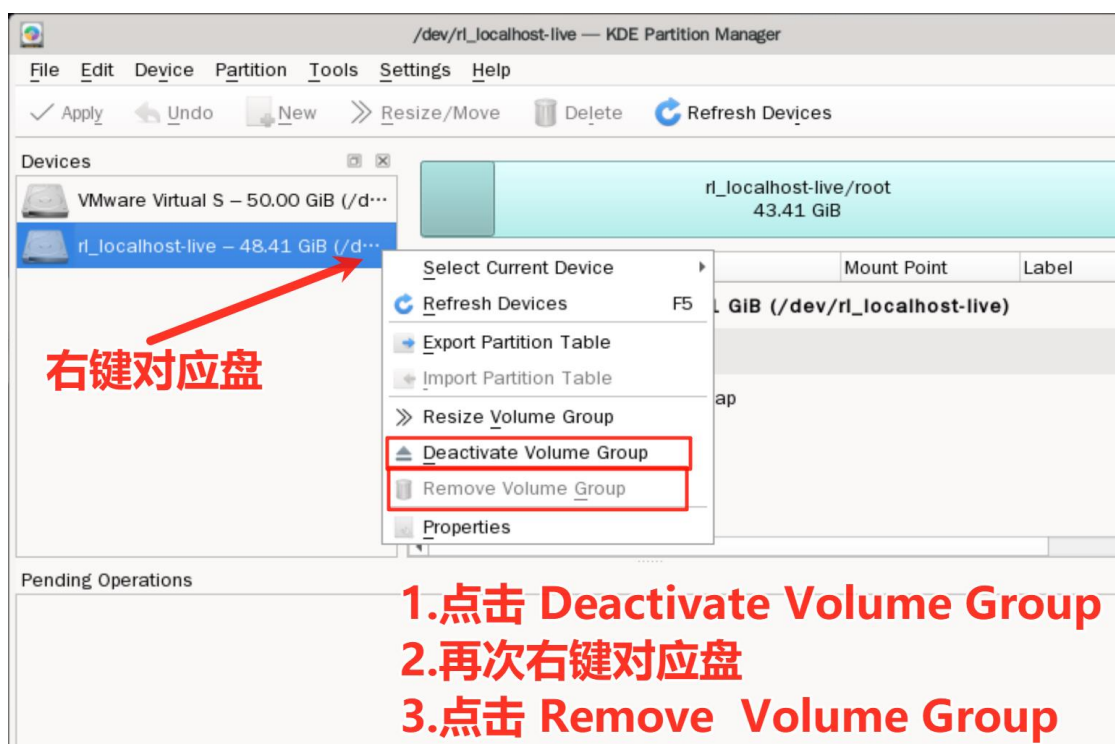 /dev/rl_localhost-live — KDE Partition Manager
File Edit Device Partition Tools Settings Help
Apply Undo New Resize/Move Delete Refresh Devices
Devices
VMware Virtual S – 50.00 GiB (/d···
rl_localhost-live – 48.41 GiB (/d···
rl_localhost-live/root
43.41 GiB
Mount Point Label
GiB (/dev/rl_localhost-live)
ap
Select Current Device
Refresh Devices F5
Export Partition Table
Import Partition Table
Resize Volume Group
Deactivate Volume Group
Remove Volume Group
Properties
右键对应盘
Pending Operations
1.点击 Deactivate Volume Group
2.再次右键对应盘
3.点击 Remove Volume Group